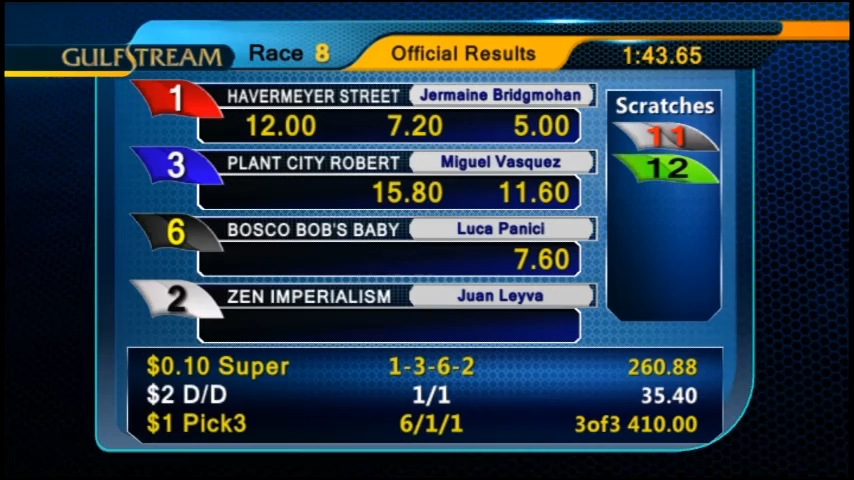 GULFSTREAM Race 8 Official Results 1:43.65
1 HAVERMEYER STREET Jermaine Bridgmohan
12.00 7.20 5.00
3 PLANT CITY ROBERT Miguel Vasquez
15.80 11.60
6 BOSCO BOB'S BABY Luca Panici
7.60
2 ZEN IMPERIALISM Juan Leyva
Scratches
11
12
$0.10 Super 1-3-6-2 260.88
$2 D/D 1/1 35.40
$1 Pick3 6/1/1 3of3 410.00